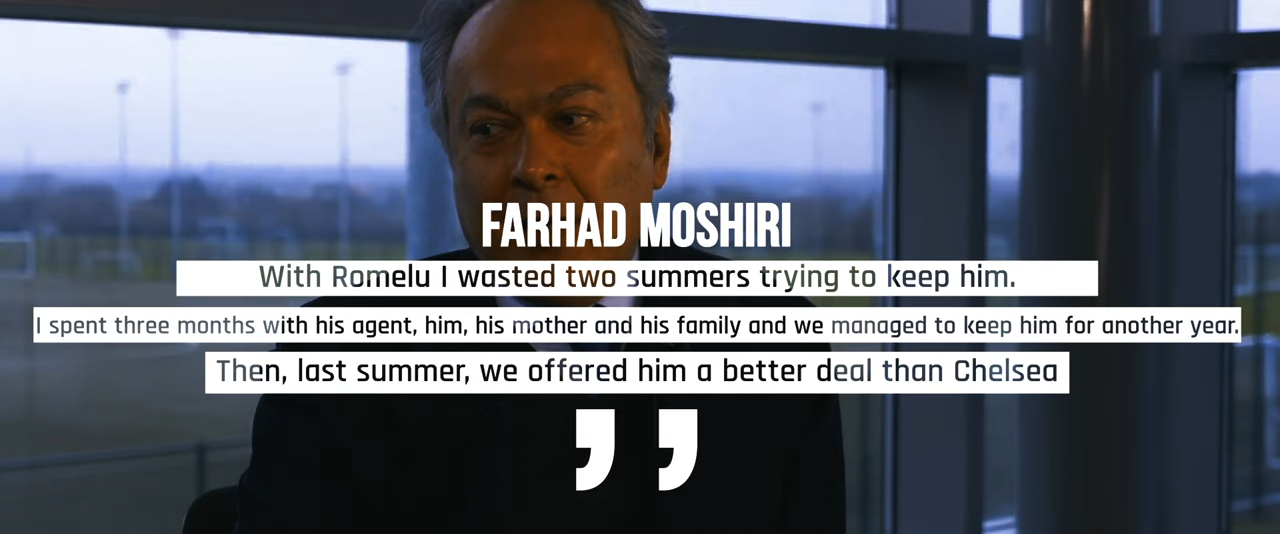 FARHAD MOSHIRI
With Romelu I wasted two summers trying to keep him.
I spent three months with his agent, him, his mother and his family and we managed to keep him for another year.
Then, last summer, we offered him a better deal than Chelsea
”